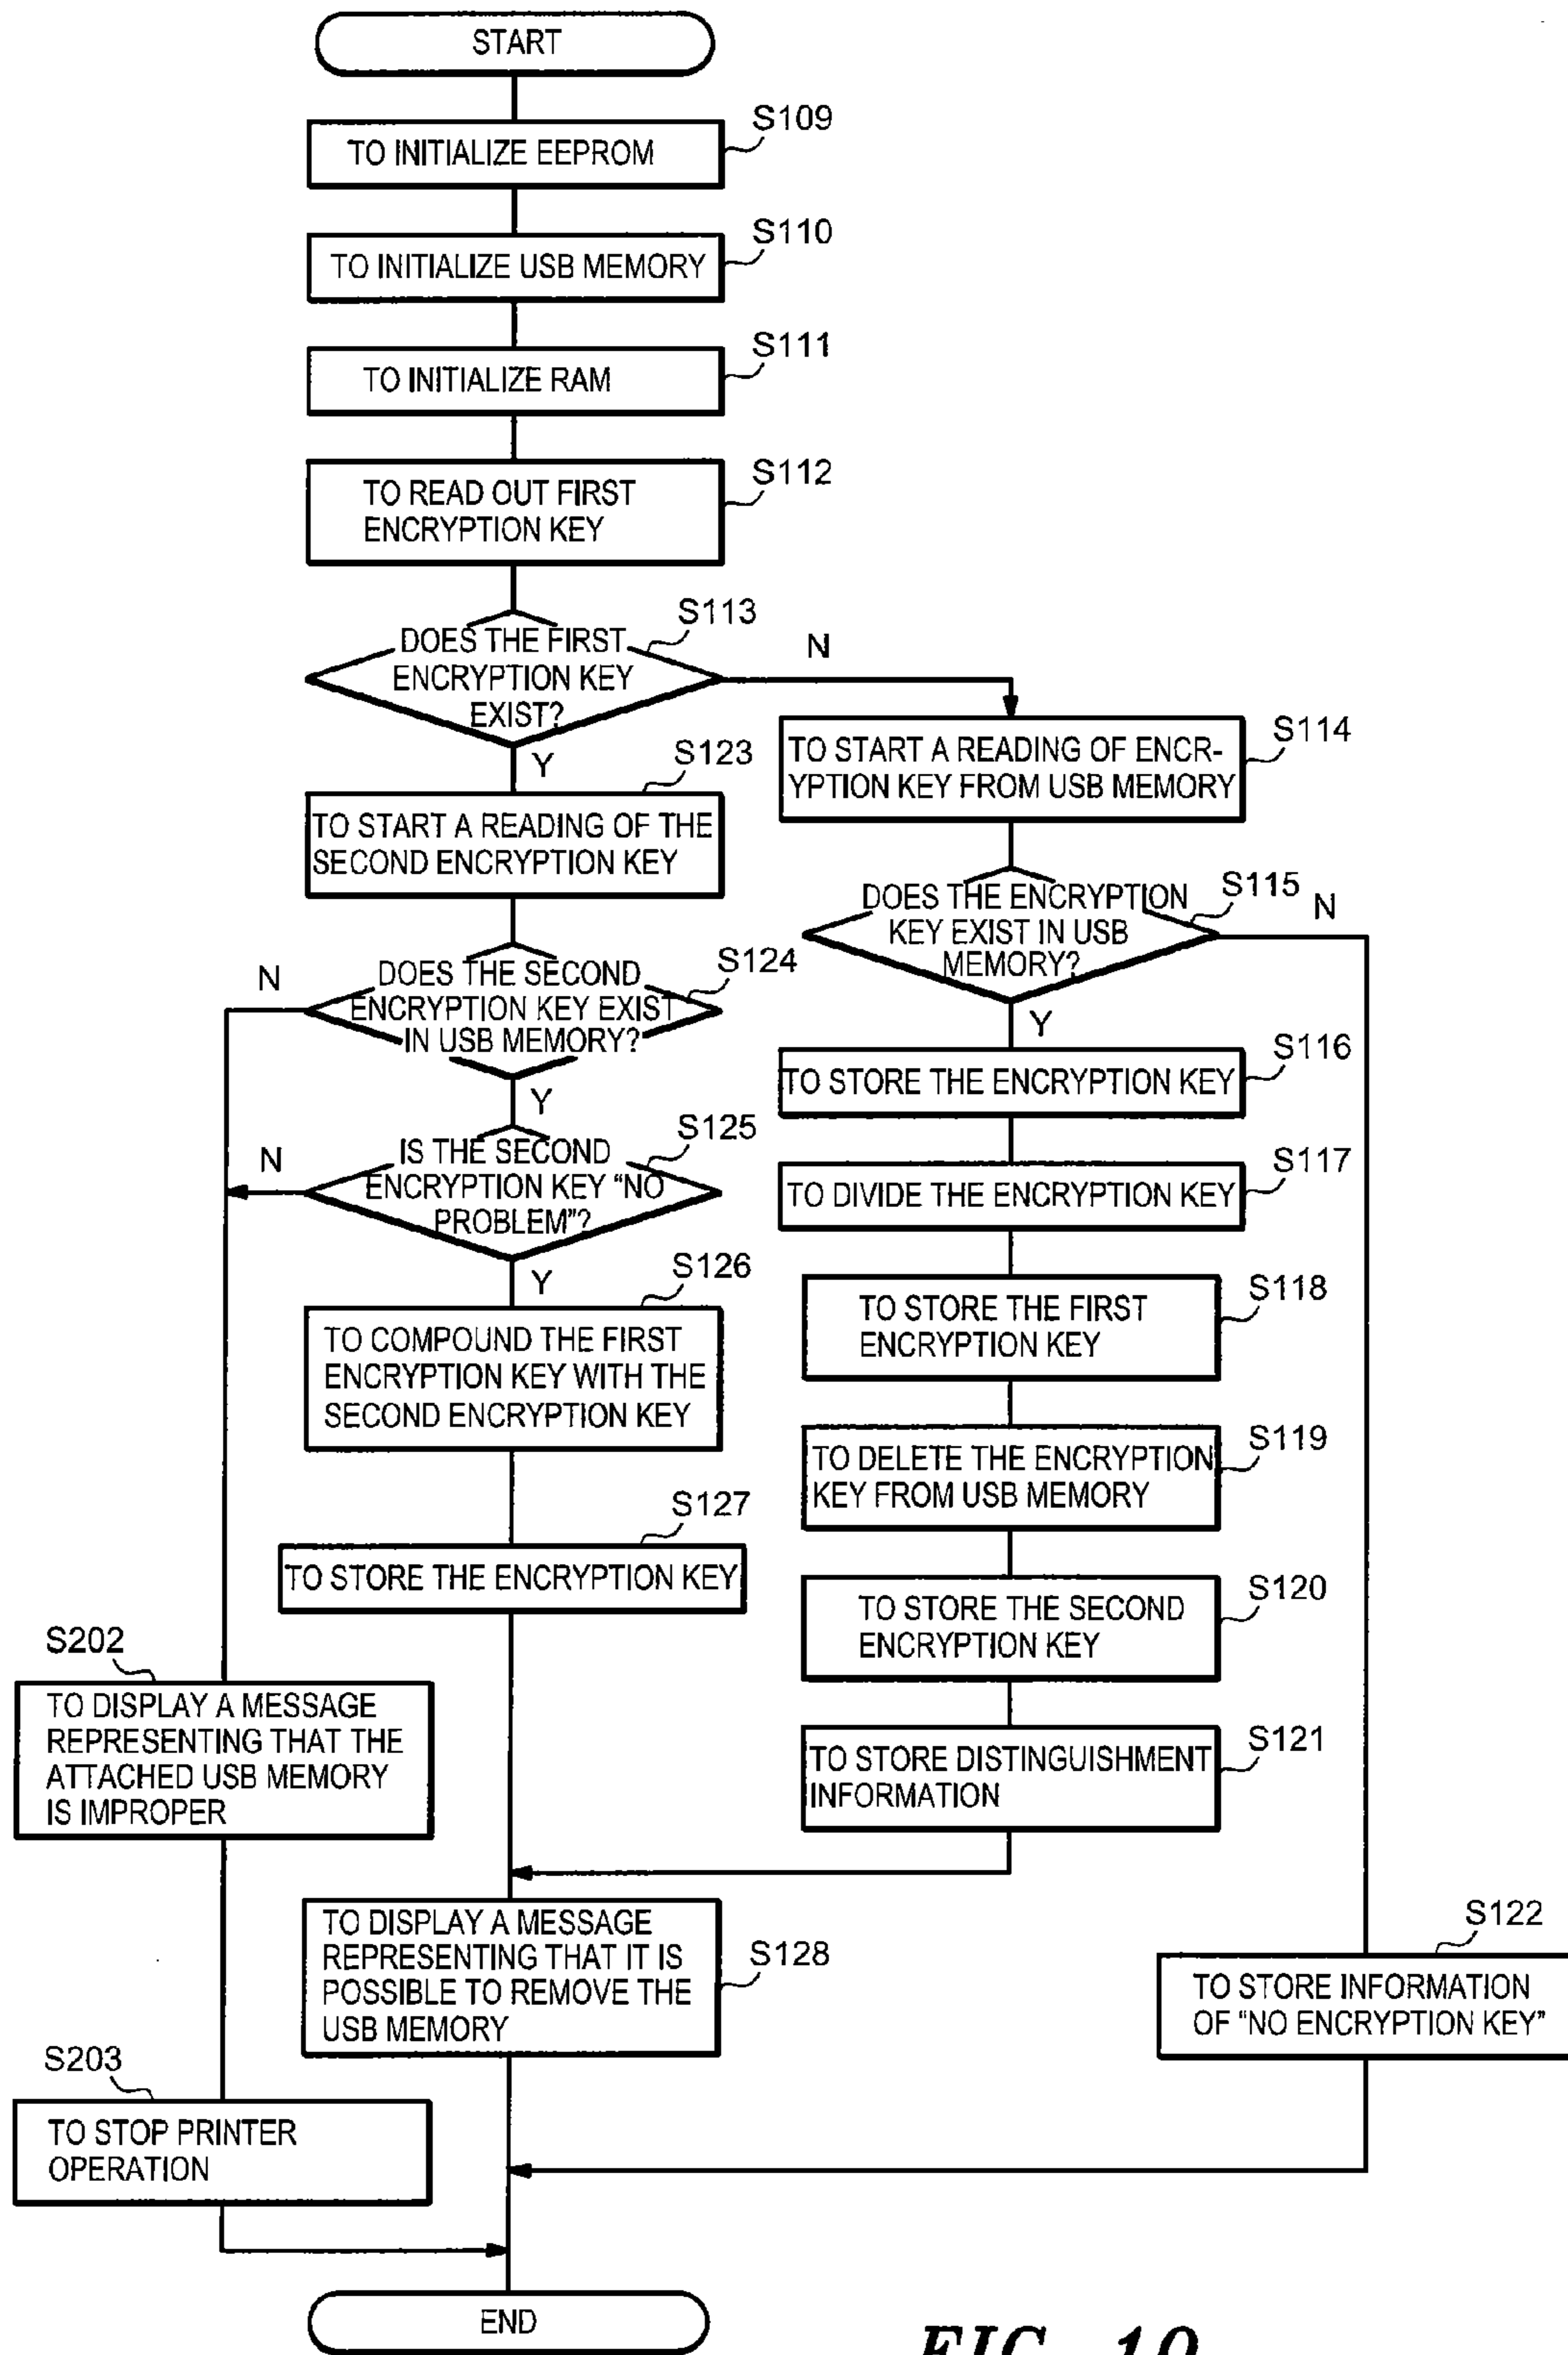 START
S109
TO INITIALIZE EEPROM
S110
TO INITIALIZE USB MEMORY
S111
TO INITIALIZE RAM
S112
TO READ OUT FIRST
ENCRYPTION KEY
S113
DOES THE FIRST
ENCRYPTION KEY
EXIST?
N
Y
S114
TO START A READING OF ENCR-
YPTION KEY FROM USB MEMORY
S123
TO START A READING OF THE
SECOND ENCRYPTION KEY
S115
DOES THE ENCRYPTION
KEY EXIST IN USB
MEMORY?
N
Y
S124
DOES THE SECOND
ENCRYPTION KEY EXIST
IN USB MEMORY?
N
Y
S116
TO STORE THE ENCRYPTION KEY
S125
IS THE SECOND
ENCRYPTION KEY “NO
PROBLEM”?
N
Y
S117
TO DIVIDE THE ENCRYPTION KEY
S126
TO COMPOUND THE FIRST
ENCRYPTION KEY WITH THE
SECOND ENCRYPTION KEY
S118
TO STORE THE FIRST
ENCRYPTION KEY
S119
TO DELETE THE ENCRYPTION
KEY FROM USB MEMORY
S127
TO STORE THE ENCRYPTION KEY
S120
TO STORE THE SECOND
ENCRYPTION KEY
S202
TO DISPLAY A MESSAGE
REPRESENTING THAT THE
ATTACHED USB MEMORY
IS IMPROPER
S121
TO STORE DISTINGUISHMENT
INFORMATION
S128
TO DISPLAY A MESSAGE
REPRESENTING THAT IT IS
POSSIBLE TO REMOVE THE
USB MEMORY
S122
TO STORE INFORMATION
OF “NO ENCRYPTION KEY”
S203
TO STOP PRINTER
OPERATION
END
FIG. 10